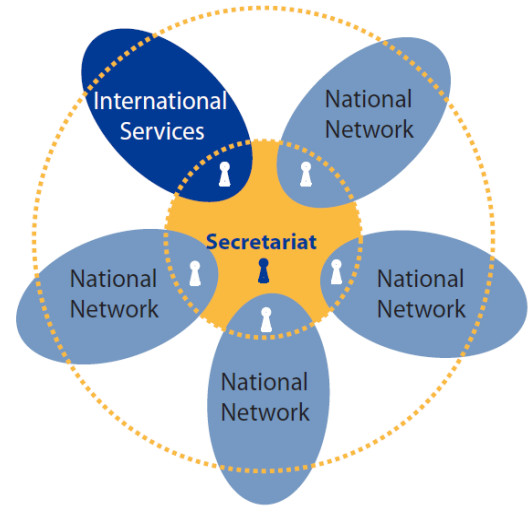 International
Services
National
Network
Secretariat
National
Network
National
Network
National
Network